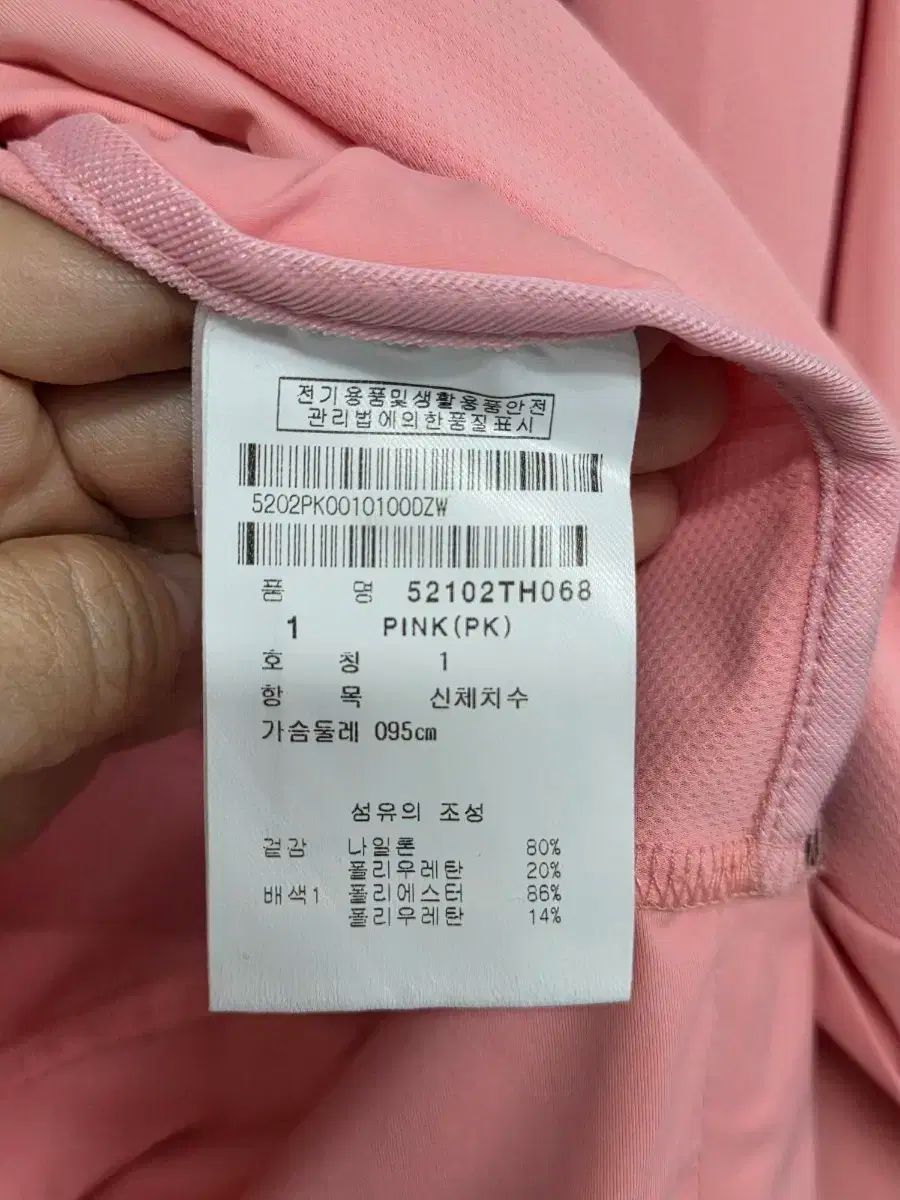 전기용품및생활용품안전
관리법에의한품질표시
5202PK0010100DZW
품 명 52102TH068
1 PINK(PK)
호 칭 1
항 목 신체치수
가슴둘레 095cm
섬유의 조성
겉감 나일론 80%
폴리우레탄 20%
배색1 폴리에스터 86%
폴리우레탄 14%